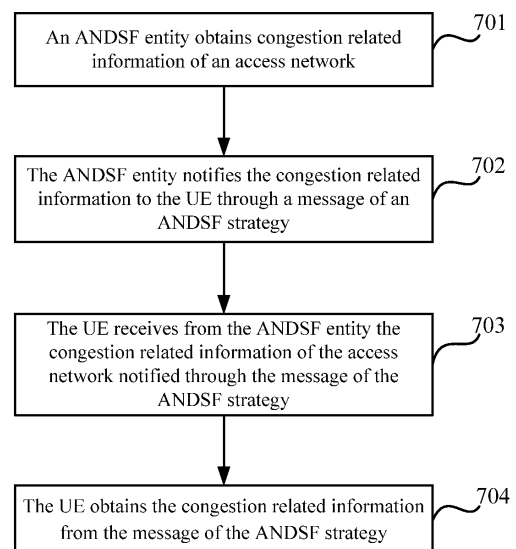 An ANDSF entity obtains congestion related
information of an access network
701
The ANDSF entity notifies the congestion related
information to the UE through a message of an
ANDSF strategy
702
The UE receives from the ANDSF entity the
congestion related information of the access
network notified through the message of the
ANDSF strategy
703
The UE obtains the congestion related information
from the message of the ANDSF strategy
704